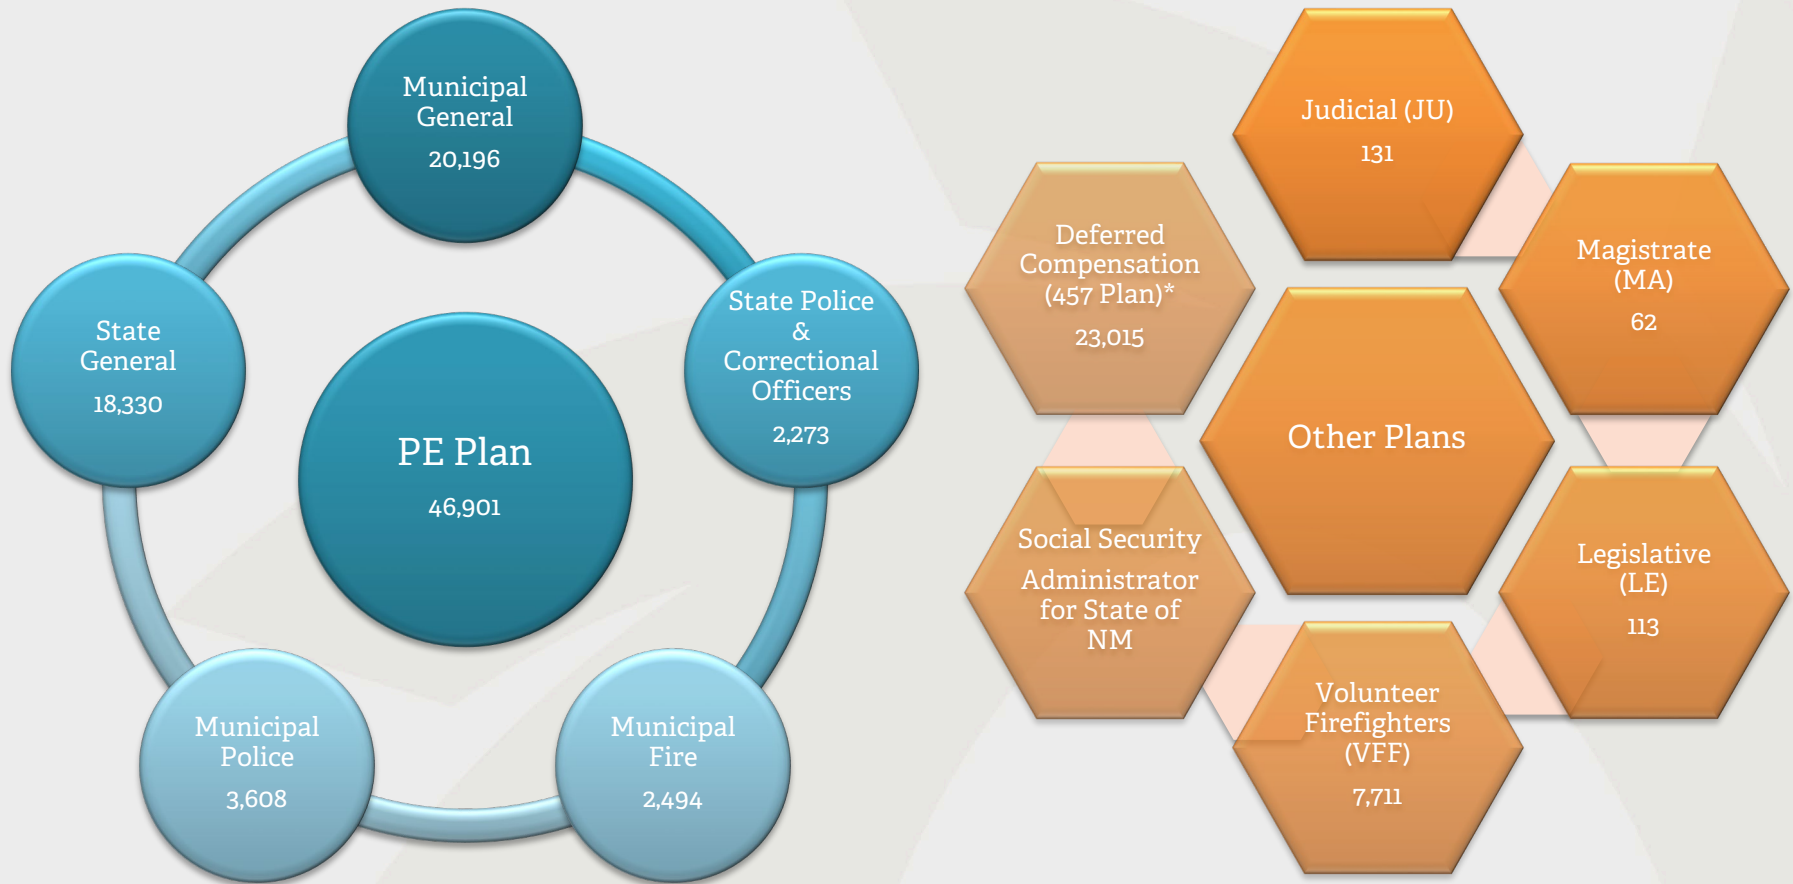 Municipal
General
20,196
State Police
&
Correctional
Officers
2,273
Municipal
Fire
2,494
Municipal
Police
3,608
State
General
18,330
PE Plan
46,901
Judicial (JU)
131
Magistrate
(MA)
62
Legislative
(LE)
113
Volunteer
Firefighters
(VFF)
7,711
Social Security
Administrator
for State of
NM
Deferred
Compensation
(457 Plan)*
23,015
Other Plans